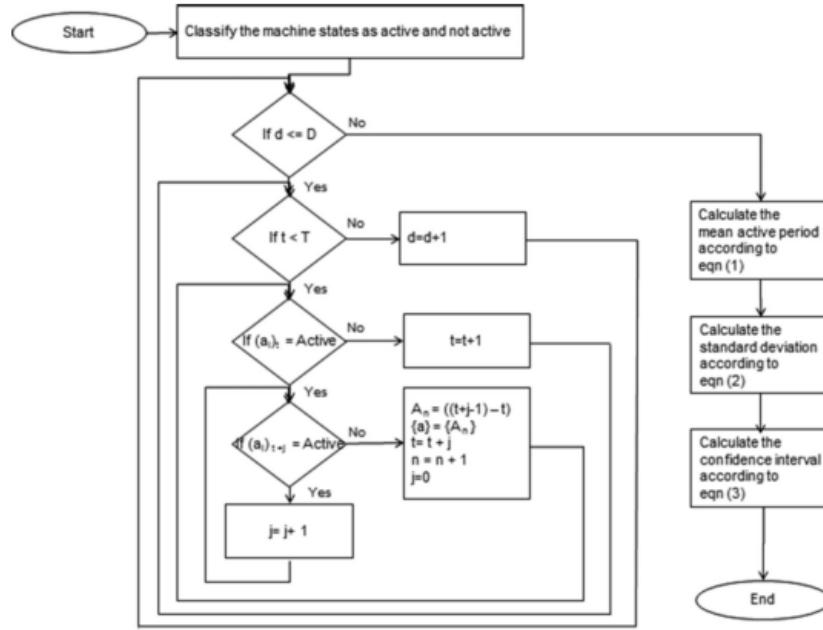 Start
Classify the machine states as active and not active
If d <= D
No
Yes
If t < T
No
d=d+1
Yes
If (aᵢ)ₜ = Active
No
t=t+1
Yes
If (aᵢ)ₜ₊ⱼ = Active
No
Aₙ = ((t+j-1) – t)
{a} = {Aₙ}
t= t + j
n = n + 1
j=0
Yes
j= j+ 1
Calculate the
mean active period
according to
eqn (1)
Calculate the
standard deviation
according to
eqn (2)
Calculate the
confidence interval
according to
eqn (3)
End